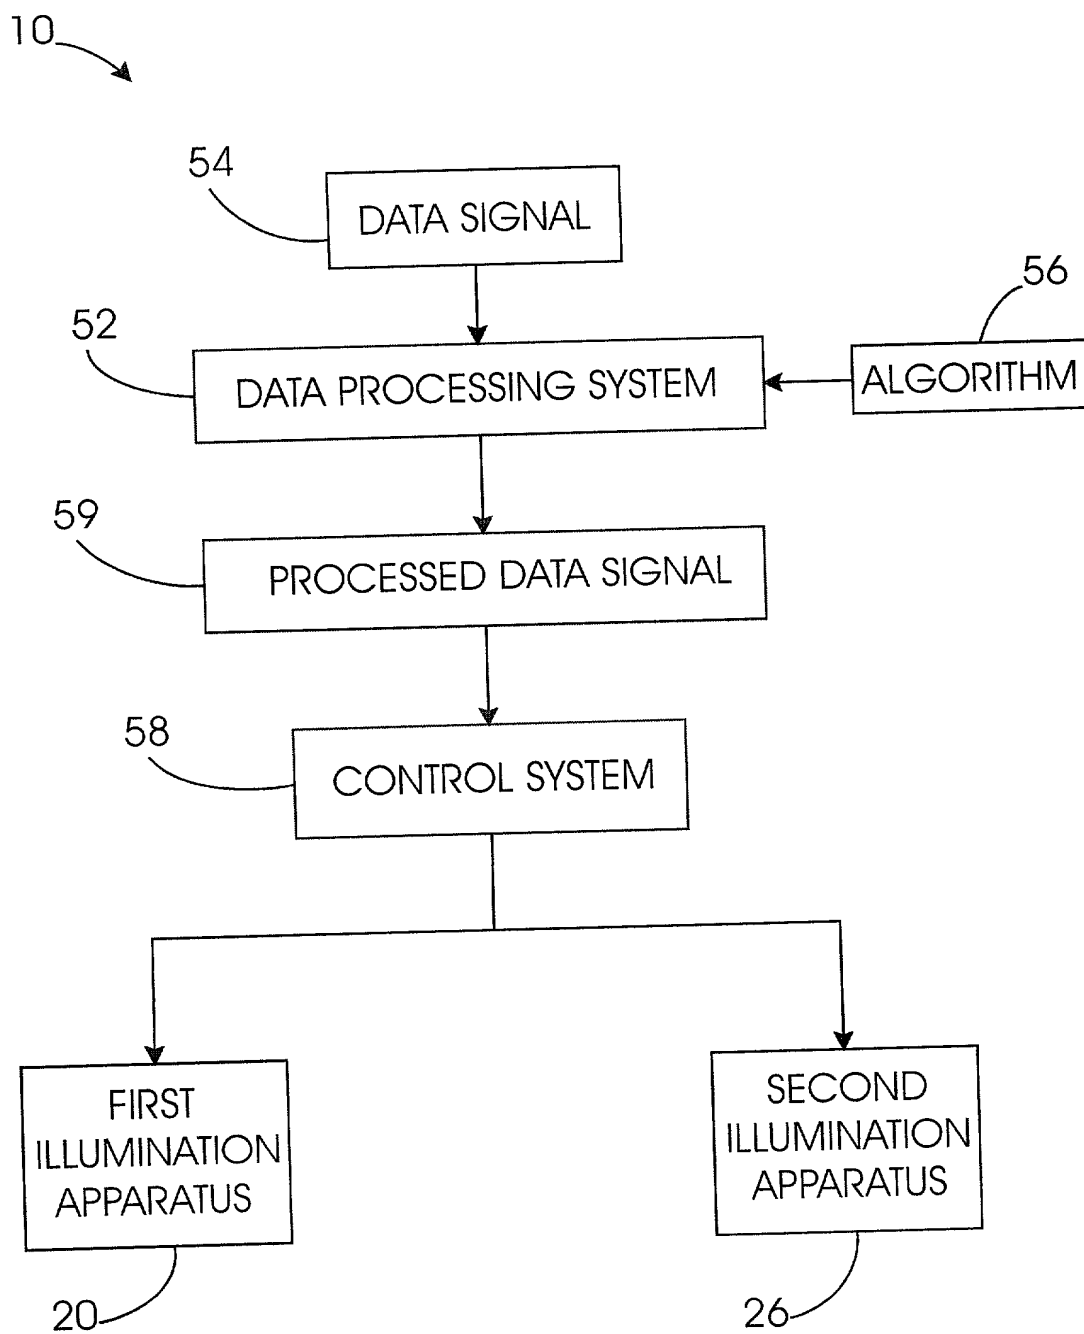 10
54
DATA SIGNAL
56
52
DATA PROCESSING SYSTEM
ALGORITHM
59
PROCESSED DATA SIGNAL
58
CONTROL SYSTEM
FIRST
ILLUMINATION
APPARATUS
SECOND
ILLUMINATION
APPARATUS
20
26